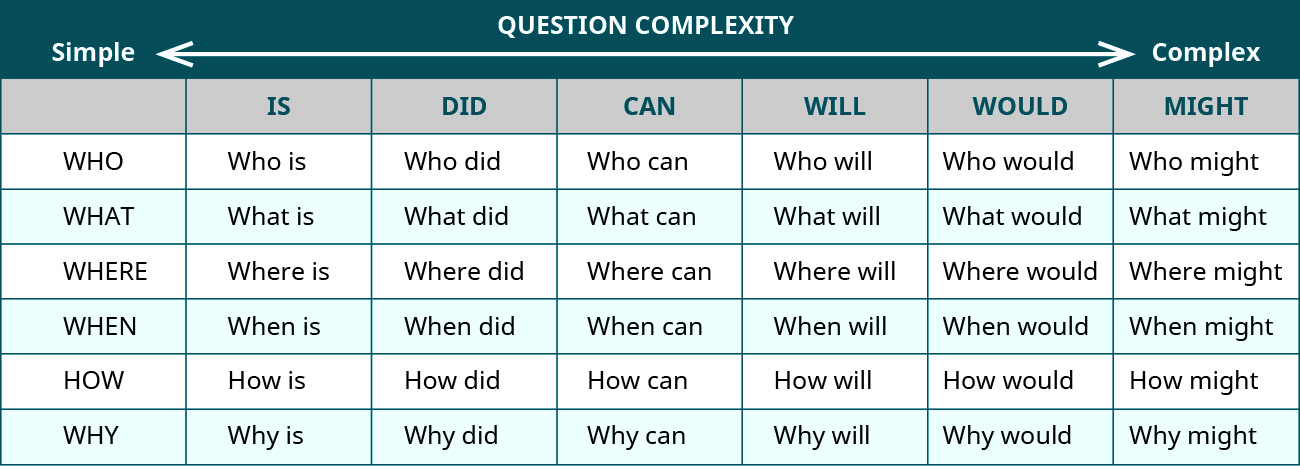 QUESTION COMPLEXITY
Simple Complex
IS DID CAN WILL WOULD MIGHT
WHO Who is Who did Who can Who will Who would Who might
WHAT What is What did What can What will What would What might
WHERE Where is Where did Where can Where will Where would Where might
WHEN When is When did When can When will When would When might
HOW How is How did How can How will How would How might
WHY Why is Why did Why can Why will Why would Why might